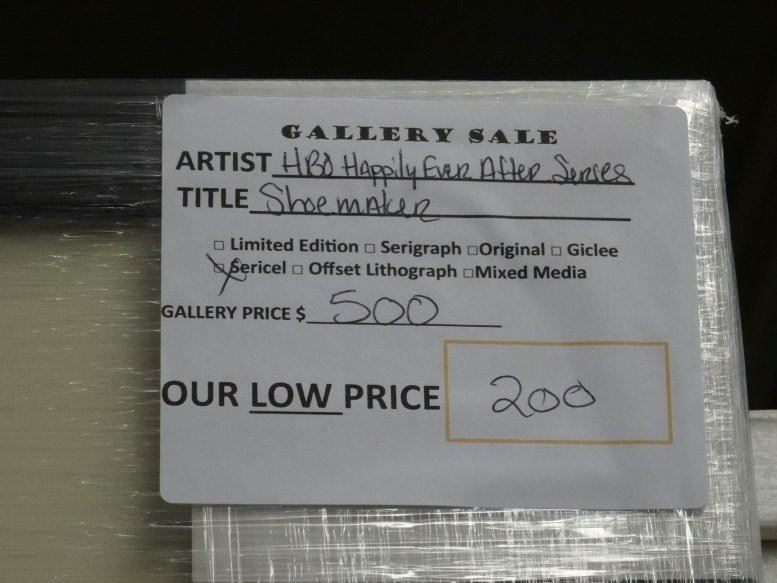 GALLERY SALE
ARTIST HBO Happily Ever After Series
TITLE Shoemaker
□ Limited Edition □ Serigraph □Original □ Giclee
□Sericel □ Offset Lithograph □Mixed Media
GALLERY PRICE $ 500
OUR LOW PRICE 200